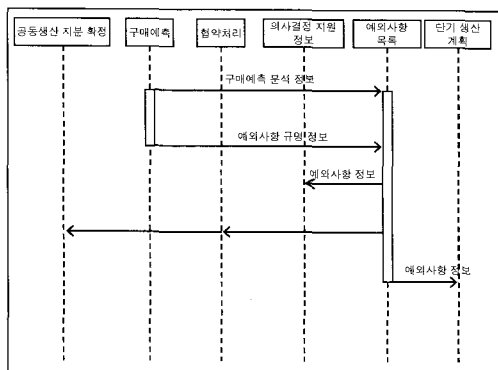 공동생산 지분 확정
구매예측
협약처리
의사결정 지원
정보
예외사항
목록
단기 생산
계획
구매예측 분석 정보
예외사항 규명 정보
예외사항 정보
예외사항 정보